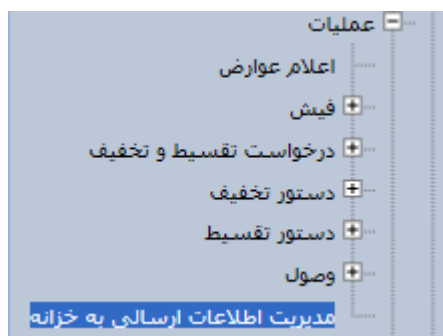 عملیات
اعلام عوارض
فیش
درخواست تقسیط و تخفیف
دستور تخفیف
دستور تقسیط
وصول
مدیریت اطلاعات ارسالی به خزانه